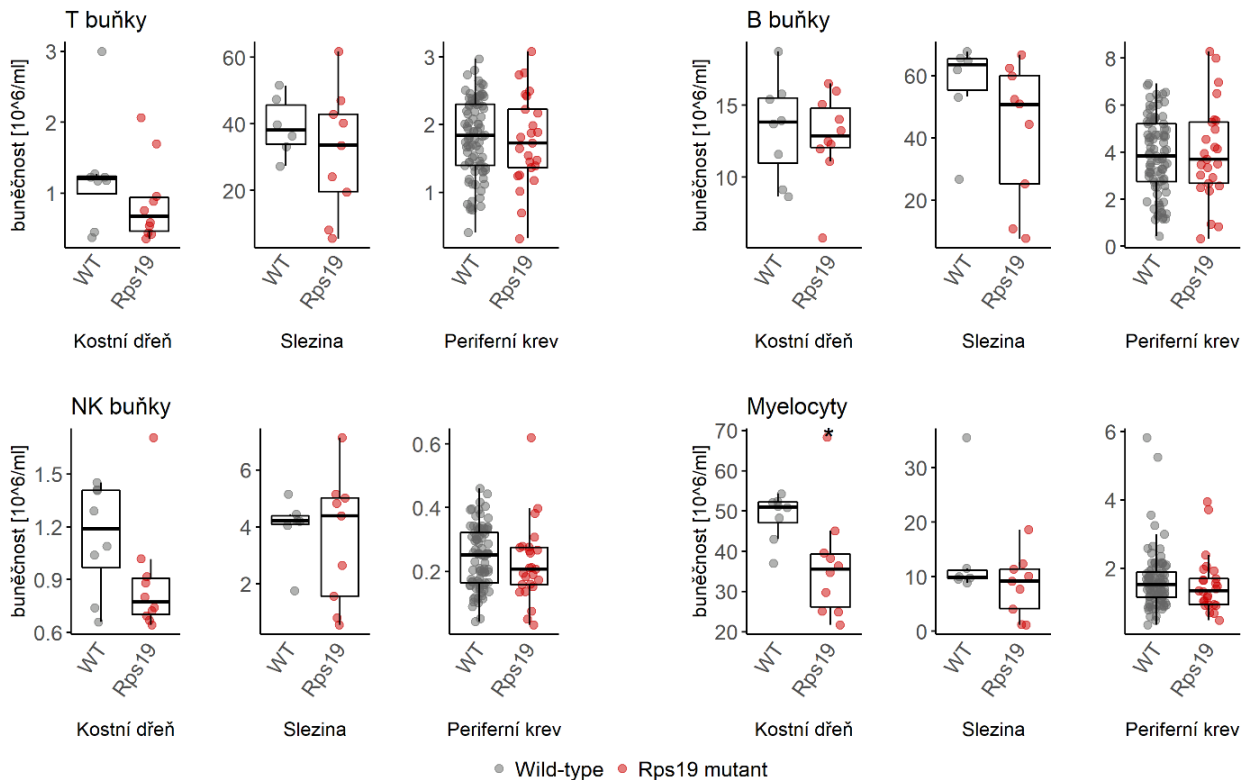 T buňky
B buňky
buněčnost [10^6/ml]
3
2
1
WT
Rps19
Kostní dřeň
60
40
20
WT
Rps19
Slezina
3
2
1
WT
Rps19
Periferní krev
buněčnost [10^6/ml]
15
10
WT
Rps19
Kostní dřeň
60
40
20
WT
Rps19
Slezina
8
6
4
2
0
WT
Rps19
Periferní krev
NK buňky
Myelocyty
buněčnost [10^6/ml]
1.5
1.2
0.9
0.6
WT
Rps19
Kostní dřeň
6
4
2
WT
Rps19
Slezina
0.6
0.4
0.2
WT
Rps19
Periferní krev
buněčnost [10^6/ml]
70
60
50
40
30
20
*
WT
Rps19
Kostní dřeň
30
20
10
0
WT
Rps19
Slezina
6
4
2
WT
Rps19
Periferní krev
Wild-type Rps19 mutant